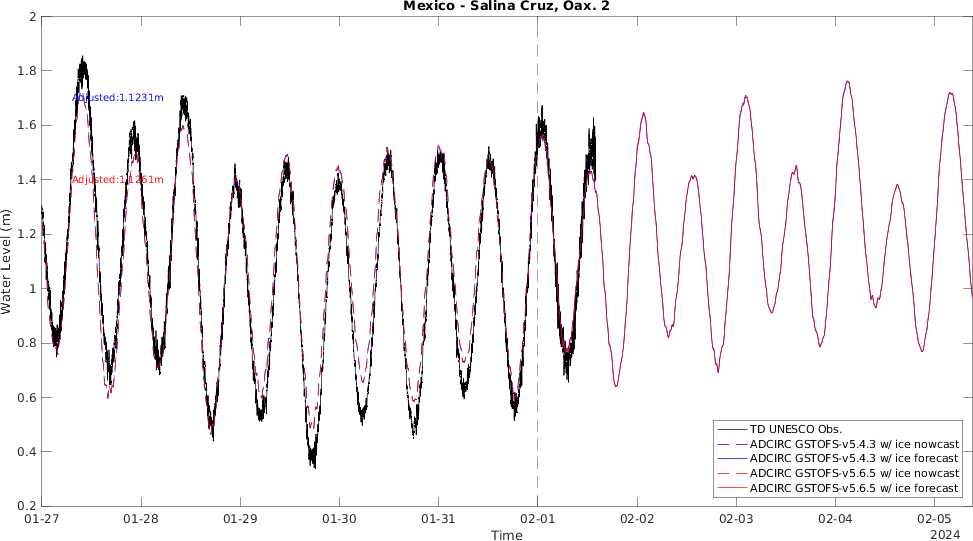 Mexico - Salina Cruz, Oax. 2
2
1.8
1.6
1.4
1.2
1
0.8
0.6
0.4
0.2
Water Level (m)
Adjusted:1.1231m
Adjusted:1.1261m
TD UNESCO Obs.
ADCIRC GSTOFS-v5.4.3 w/ ice nowcast
ADCIRC GSTOFS-v5.4.3 w/ ice forecast
ADCIRC GSTOFS-v5.6.5 w/ ice nowcast
ADCIRC GSTOFS-v5.6.5 w/ ice forecast
01-27 01-28 01-29 01-30 01-31 02-01 02-02 02-03 02-04 02-05
Time
2024